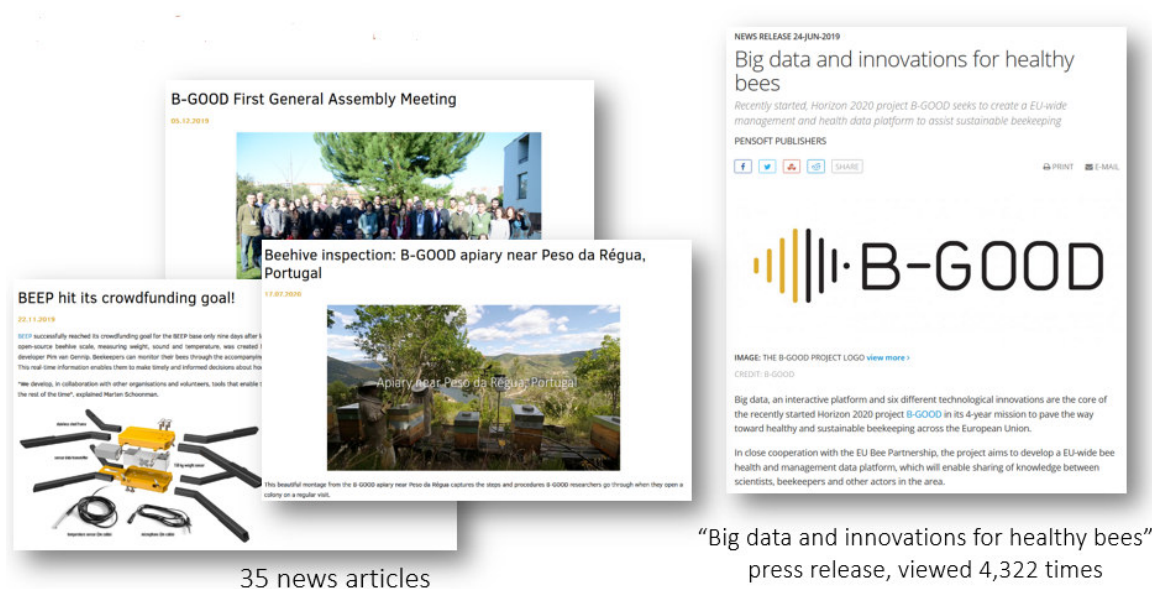 B-GOOD First General Assembly Meeting
05.12.2019
Beehive inspection: B-GOOD apiary near Peso da Régua,
Portugal
17.07.2020
Apiary near Peso da Régua, Portugal
This beautiful montage from the B-GOOD apiary near Peso da Régua captures the steps and procedures B-GOOD researchers go through when they open a
colony on a regular visit.
BEEP hit its crowdfunding goal!
22.11.2019
BEEP successfully reached its crowdfunding goal for the BEEP base only nine days after
open-source beehive scale, measuring weight, sound and temperature, was created
developer Pim van Gennip. Beekeepers can monitor their bees through the accompanying
This real-time information enables them to make timely and informed decisions about
"We develop, in collaboration with other organisations and volunteers, tools that enable
the rest of the time", explained Marten Schoonman.
35 news articles
NEWS RELEASE 24-JUN-2019
Big data and innovations for healthy
bees
Recently started, Horizon 2020 project B-GOOD seeks to create a EU-wide
management and health data platform to assist sustainable beekeeping
PENSOFT PUBLISHERS
SHARE
PRINT E-MAIL
B-GOOD
IMAGE: THE B-GOOD PROJECT LOGO view more >
CREDIT: B-GOOD
Big data, an interactive platform and six different technological innovations are the core of
the recently started Horizon 2020 project B-GOOD in its 4-year mission to pave the way
toward healthy and sustainable beekeeping across the European Union.
In close cooperation with the EU Bee Partnership, the project aims to develop a EU-wide bee
health and management data platform, which will enable sharing of knowledge between
scientists, beekeepers and other actors in the area.
“Big data and innovations for healthy bees”
press release, viewed 4,322 times